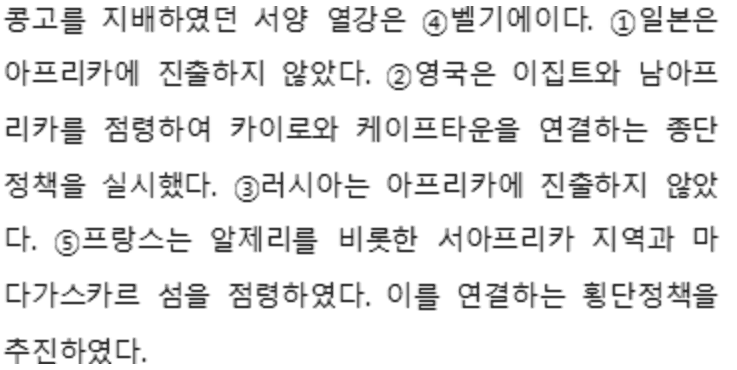 콩고를 지배하였던 서양 열강은 ④벨기에이다. ①일본은
아프리카에 진출하지 않았다. ②영국은 이집트와 남아프
리카를 점령하여 카이로와 케이프타운을 연결하는 종단
정책을 실시했다. ③러시아는 아프리카에 진출하지 않았
다. ⑤프랑스는 알제리를 비롯한 서아프리카 지역과 마
다가스카르 섬을 점령하였다. 이를 연결하는 횡단정책을
추진하였다.